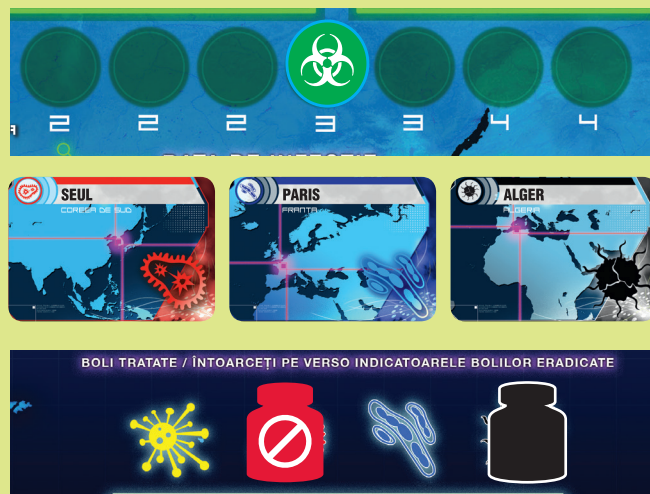 2 2 2 3 3 4 4
SEUL
COREEA DE SUD
PARIS
FRANTA
ALGER
ALGERIA
BOLI TRATATE / ÎNTOARCEȚI PE VERSO INDICATOARELE BOLILOR ERADICATE